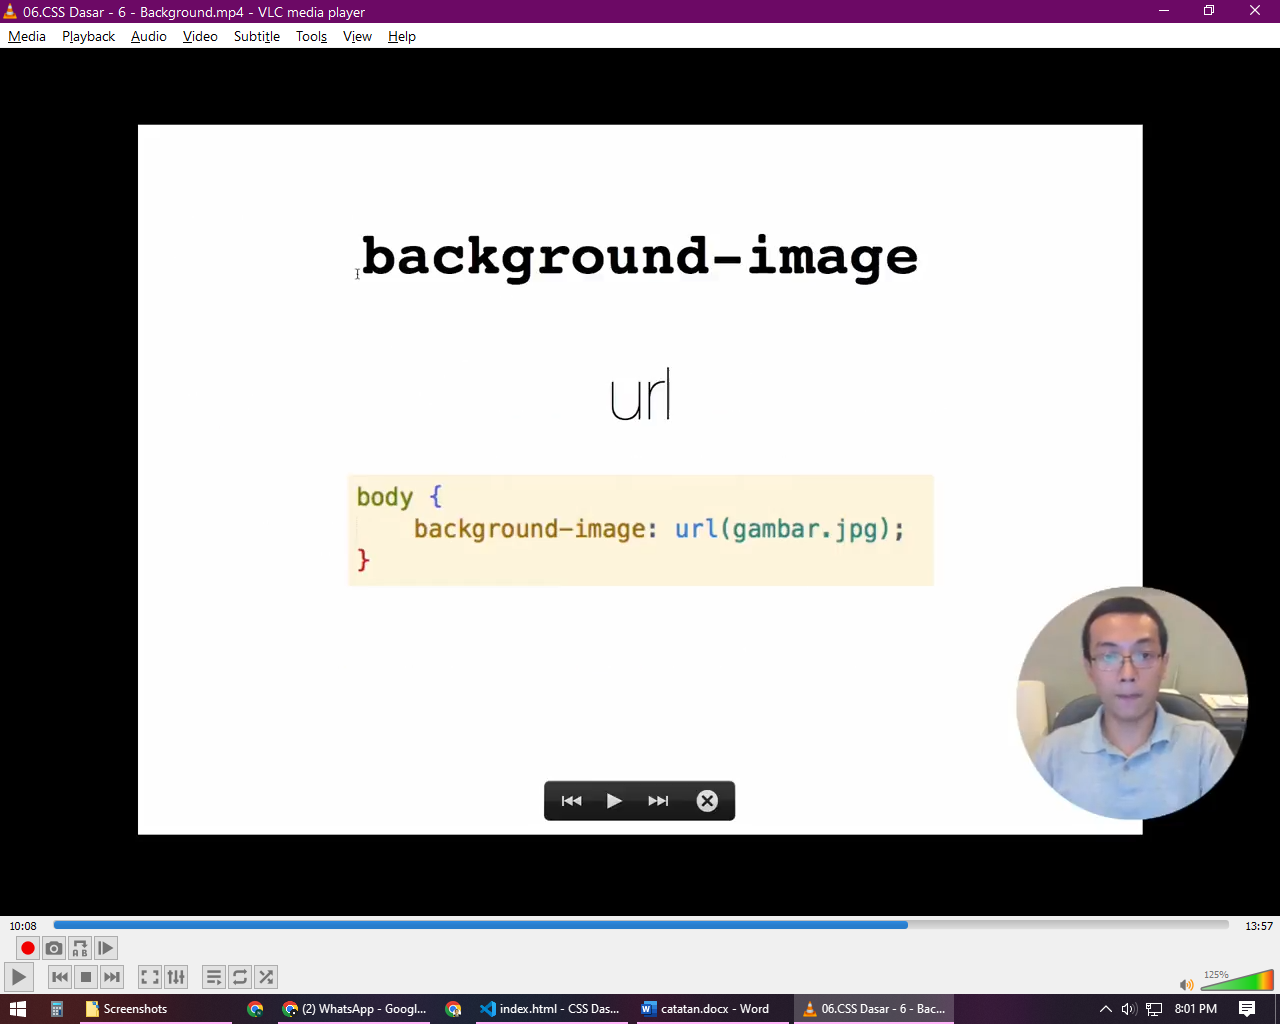 06.CSS Dasar - 6 - Background.mp4 - VLC media player
Media Playback Audio Video Subtitle Tools View Help
background-image
url
body {
background-image: url(gambar.jpg);
}
10:08
13:57
A B
125%
Screenshots
(2) WhatsApp - Googl...
index.html - CSS Das...
catatan.docx - Word
06.CSS Dasar - 6 - Bac...
8:01 PM